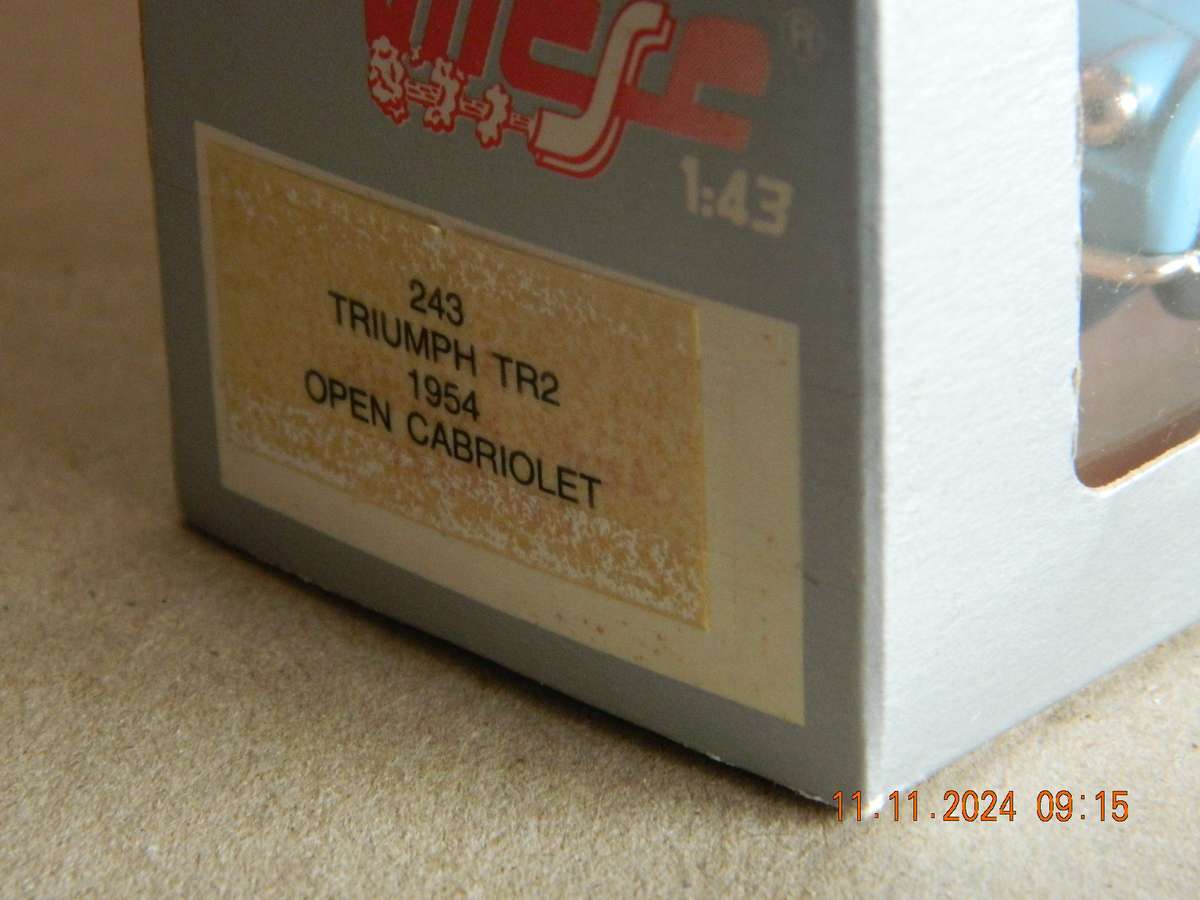 ®
1:43
243
TRIUMPH TR2
1954
OPEN CABRIOLET
11.11.2024 09:15